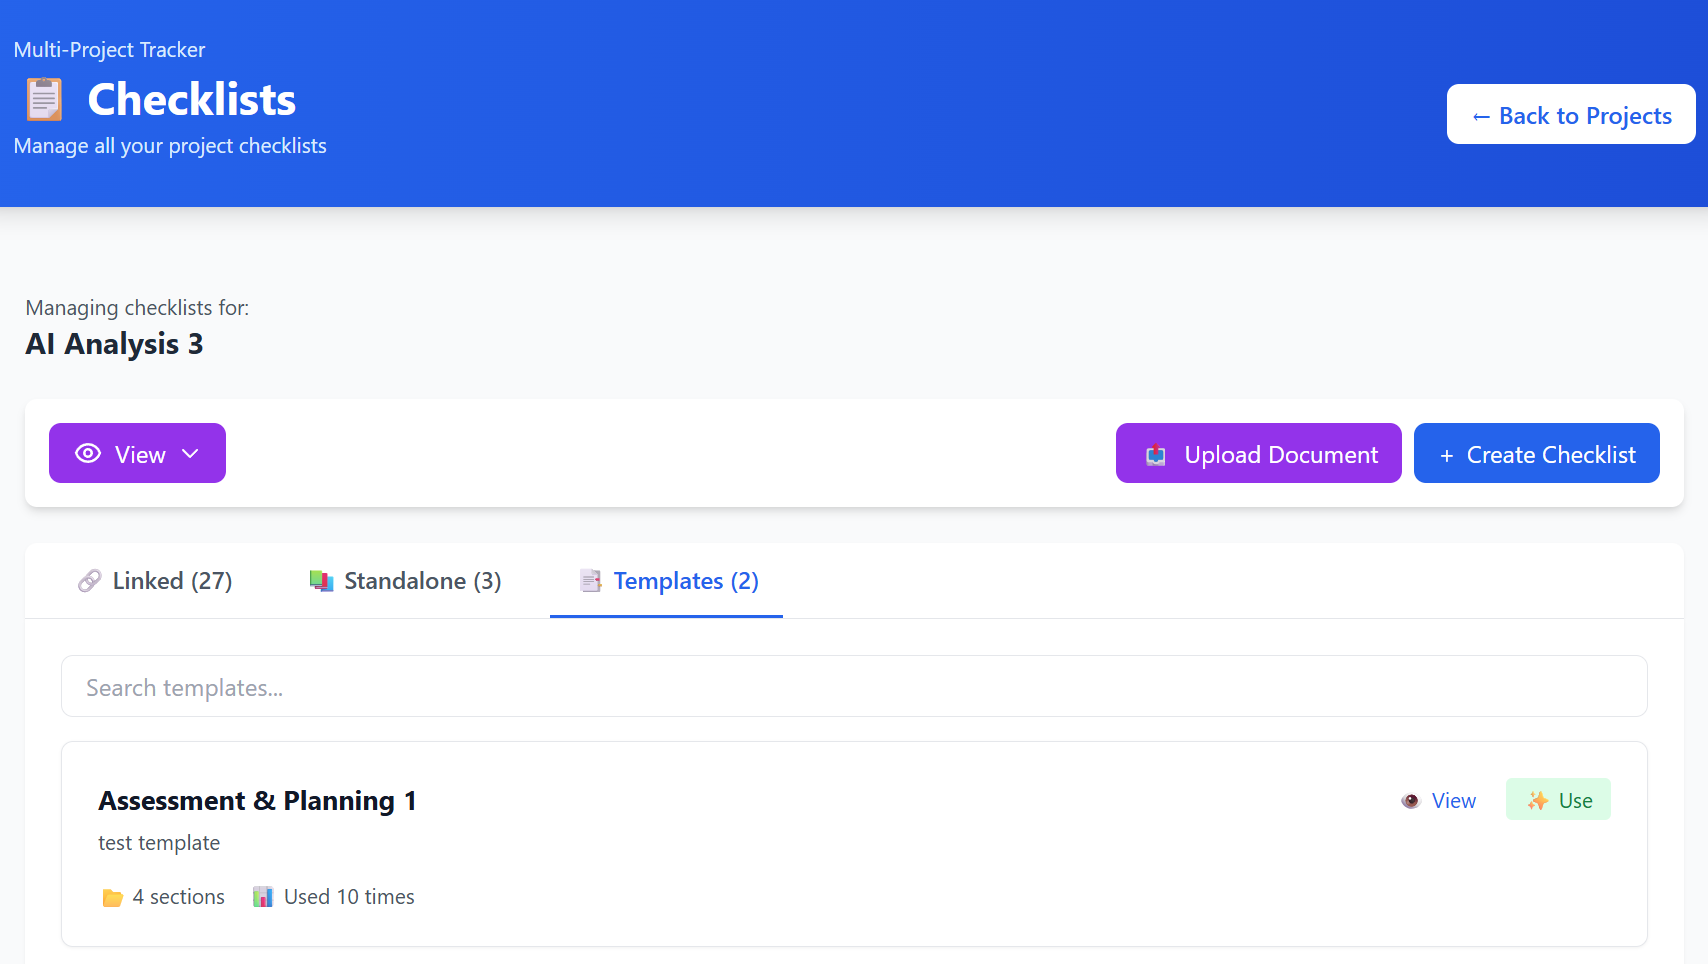 Multi-Project Tracker
Checklists
Manage all your project checklists
← Back to Projects
Managing checklists for:
AI Analysis 3
View
Upload Document
+ Create Checklist
Linked (27)
Standalone (3)
Templates (2)
Search templates...
Assessment & Planning 1
View
Use
test template
4 sections
Used 10 times